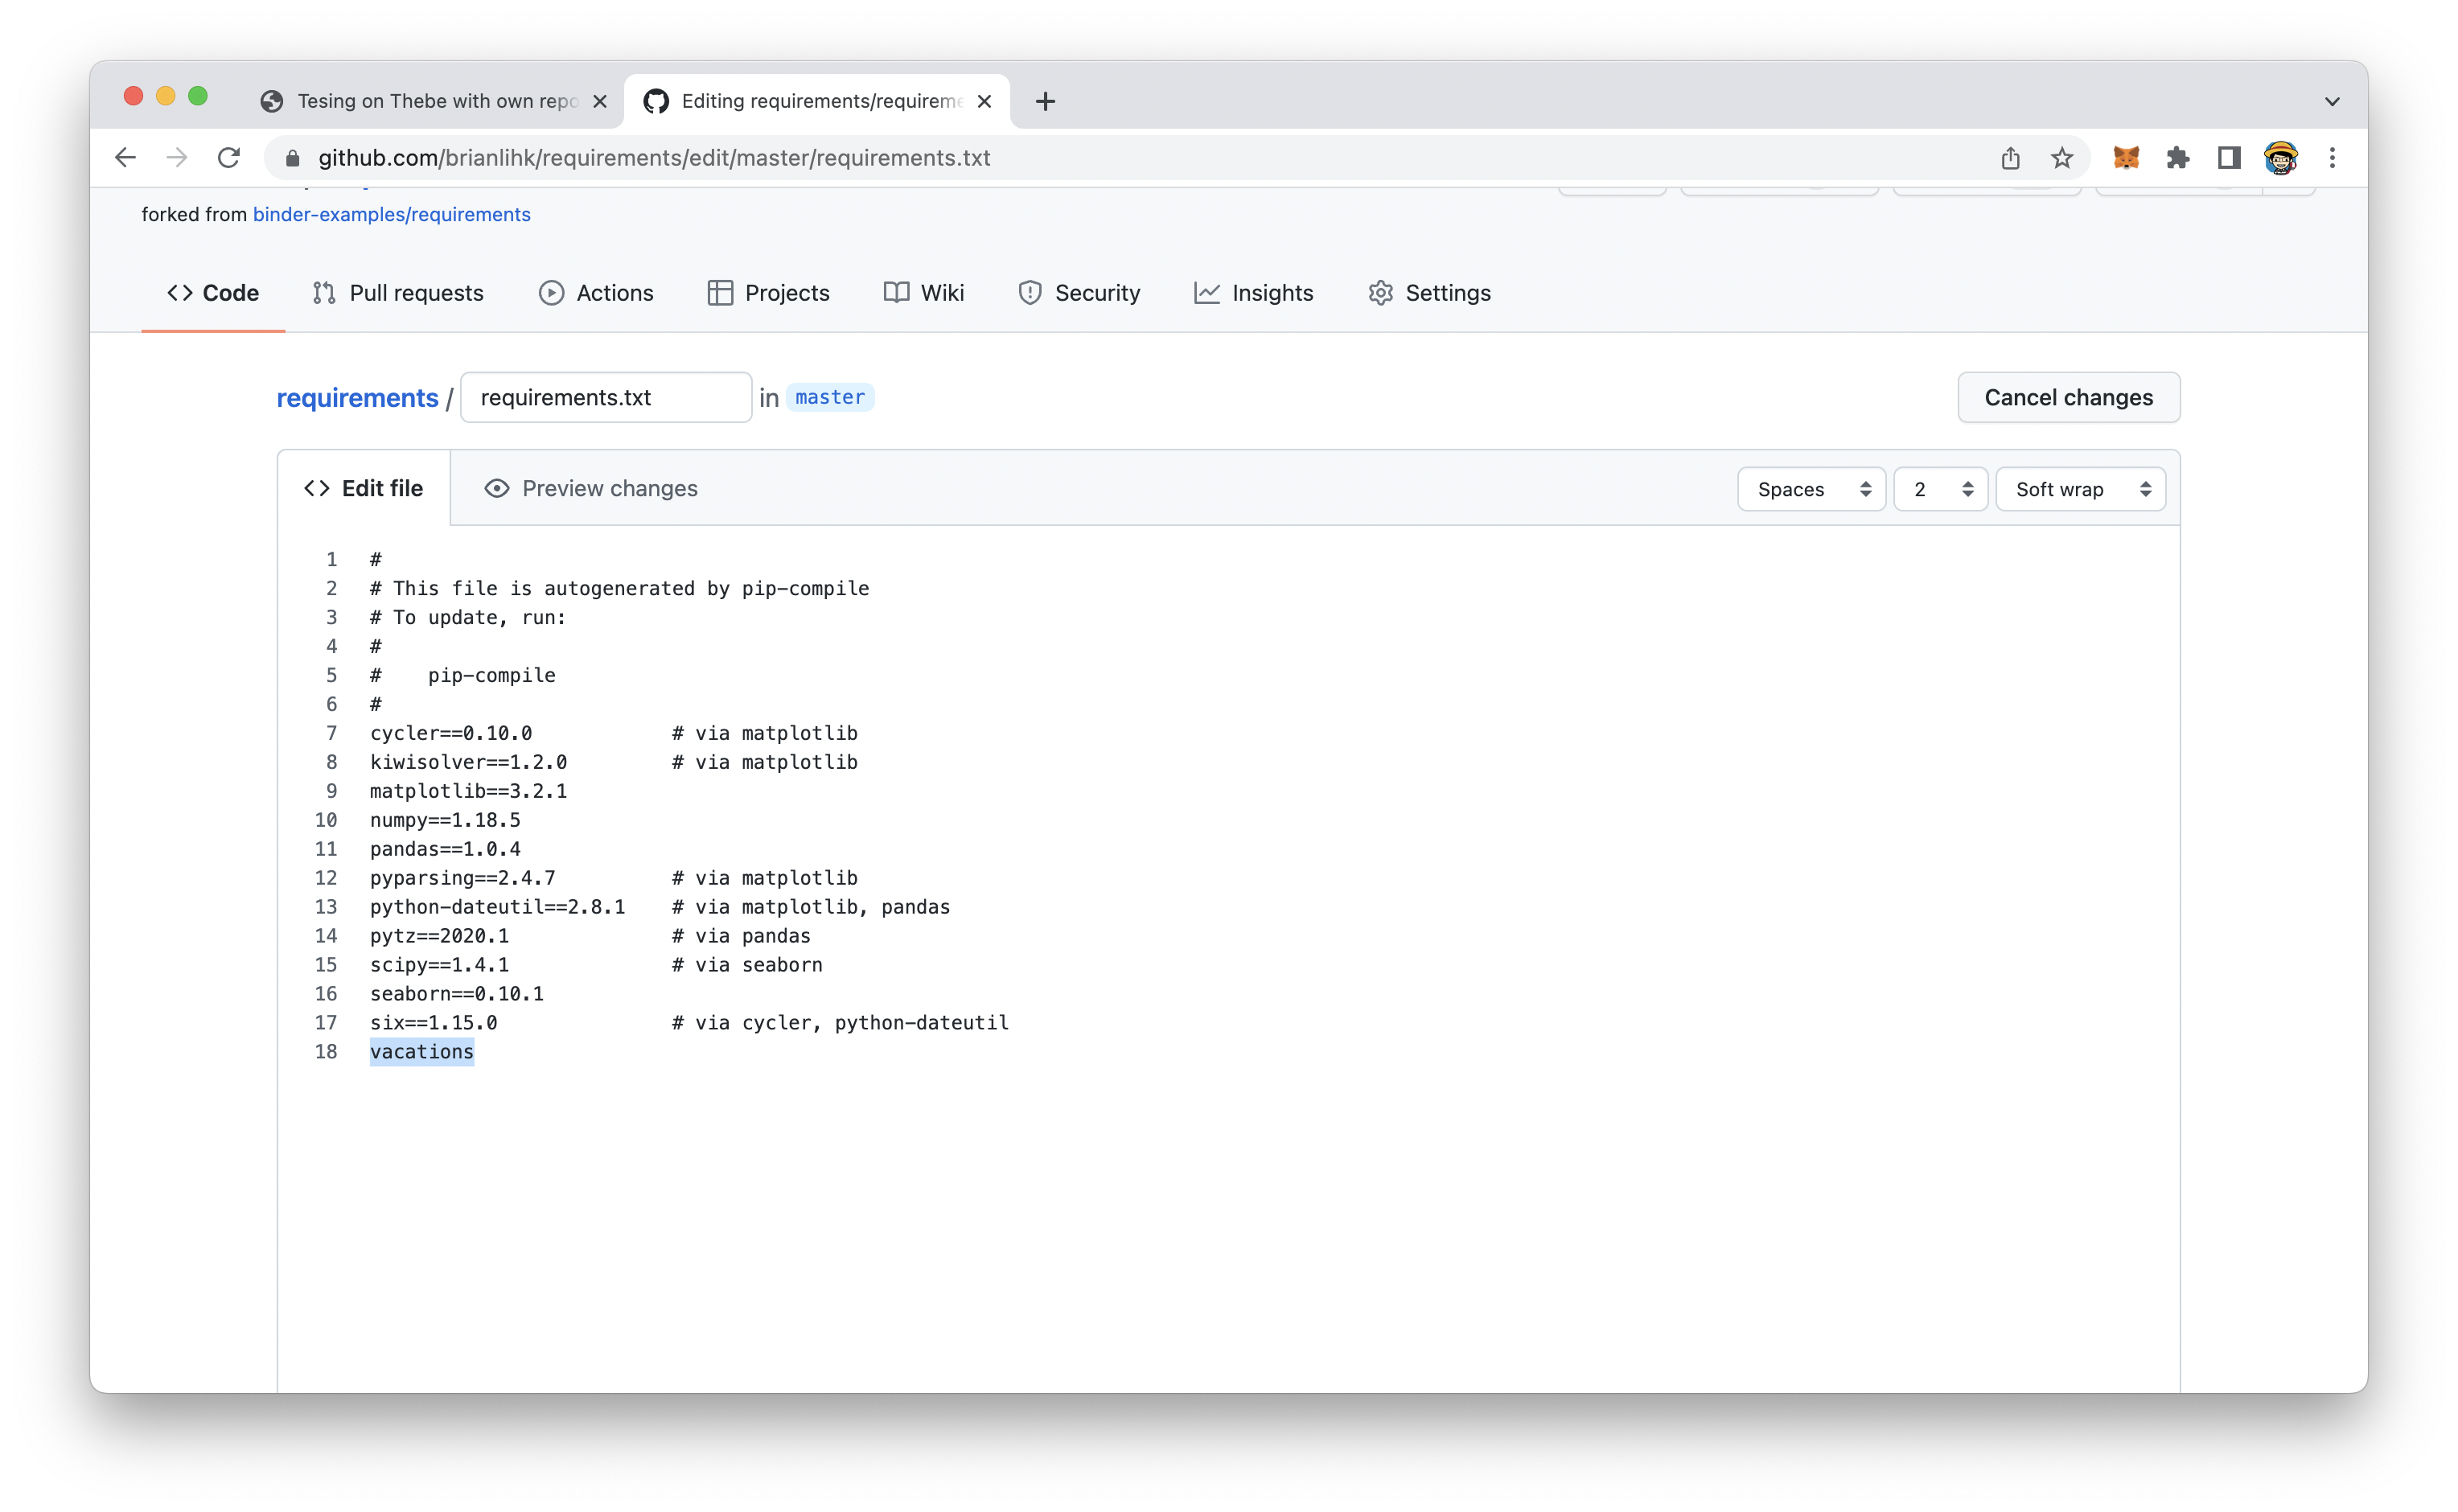 Tesing on Thebe with own repo
Editing requirements/requireme
github.com/brianlihk/requirements/edit/master/requirements.txt
forked from binder-examples/requirements
Code Pull requests Actions Projects Wiki Security Insights Settings
requirements / requirements.txt in master Cancel changes
Edit file Preview changes Spaces 2 Soft wrap
1 #
2 # This file is autogenerated by pip-compile
3 # To update, run:
4 #
5 #    pip-compile
6 #
7 cycler==0.10.0            # via matplotlib
8 kiwisolver==1.2.0         # via matplotlib
9 matplotlib==3.2.1
10 numpy==1.18.5
11 pandas==1.0.4
12 pyparsing==2.4.7          # via matplotlib
13 python-dateutil==2.8.1    # via matplotlib, pandas
14 pytz==2020.1              # via pandas
15 scipy==1.4.1              # via seaborn
16 seaborn==0.10.1
17 six==1.15.0               # via cycler, python-dateutil
18 vacations